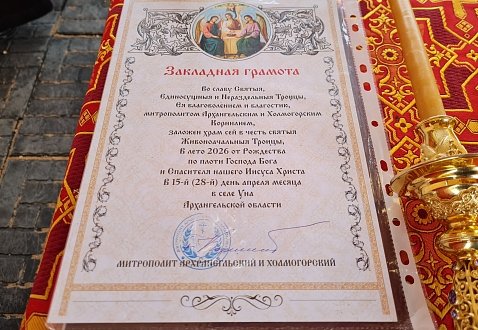 Закладная грамота
Во славу Святыя,
Единосущныя и Нераздельныя Троицы,
Ея благоволением и благостию,
митрополитом Архангельским и Холмогорским
Корнилием,
заложен храм сей в честь святыя
Живоначальныя Троицы,
В лето 2026 от Рождества
по плоти Господа Бога
и Спасителя нашего Иисуса Христа
В 15-й (28-й) день апреля месяца
в селе Уна
Архангельской области
МИТРОПОЛИТ АРХАНГЕЛЬСКИЙ И ХОЛМОГОРСКИЙ